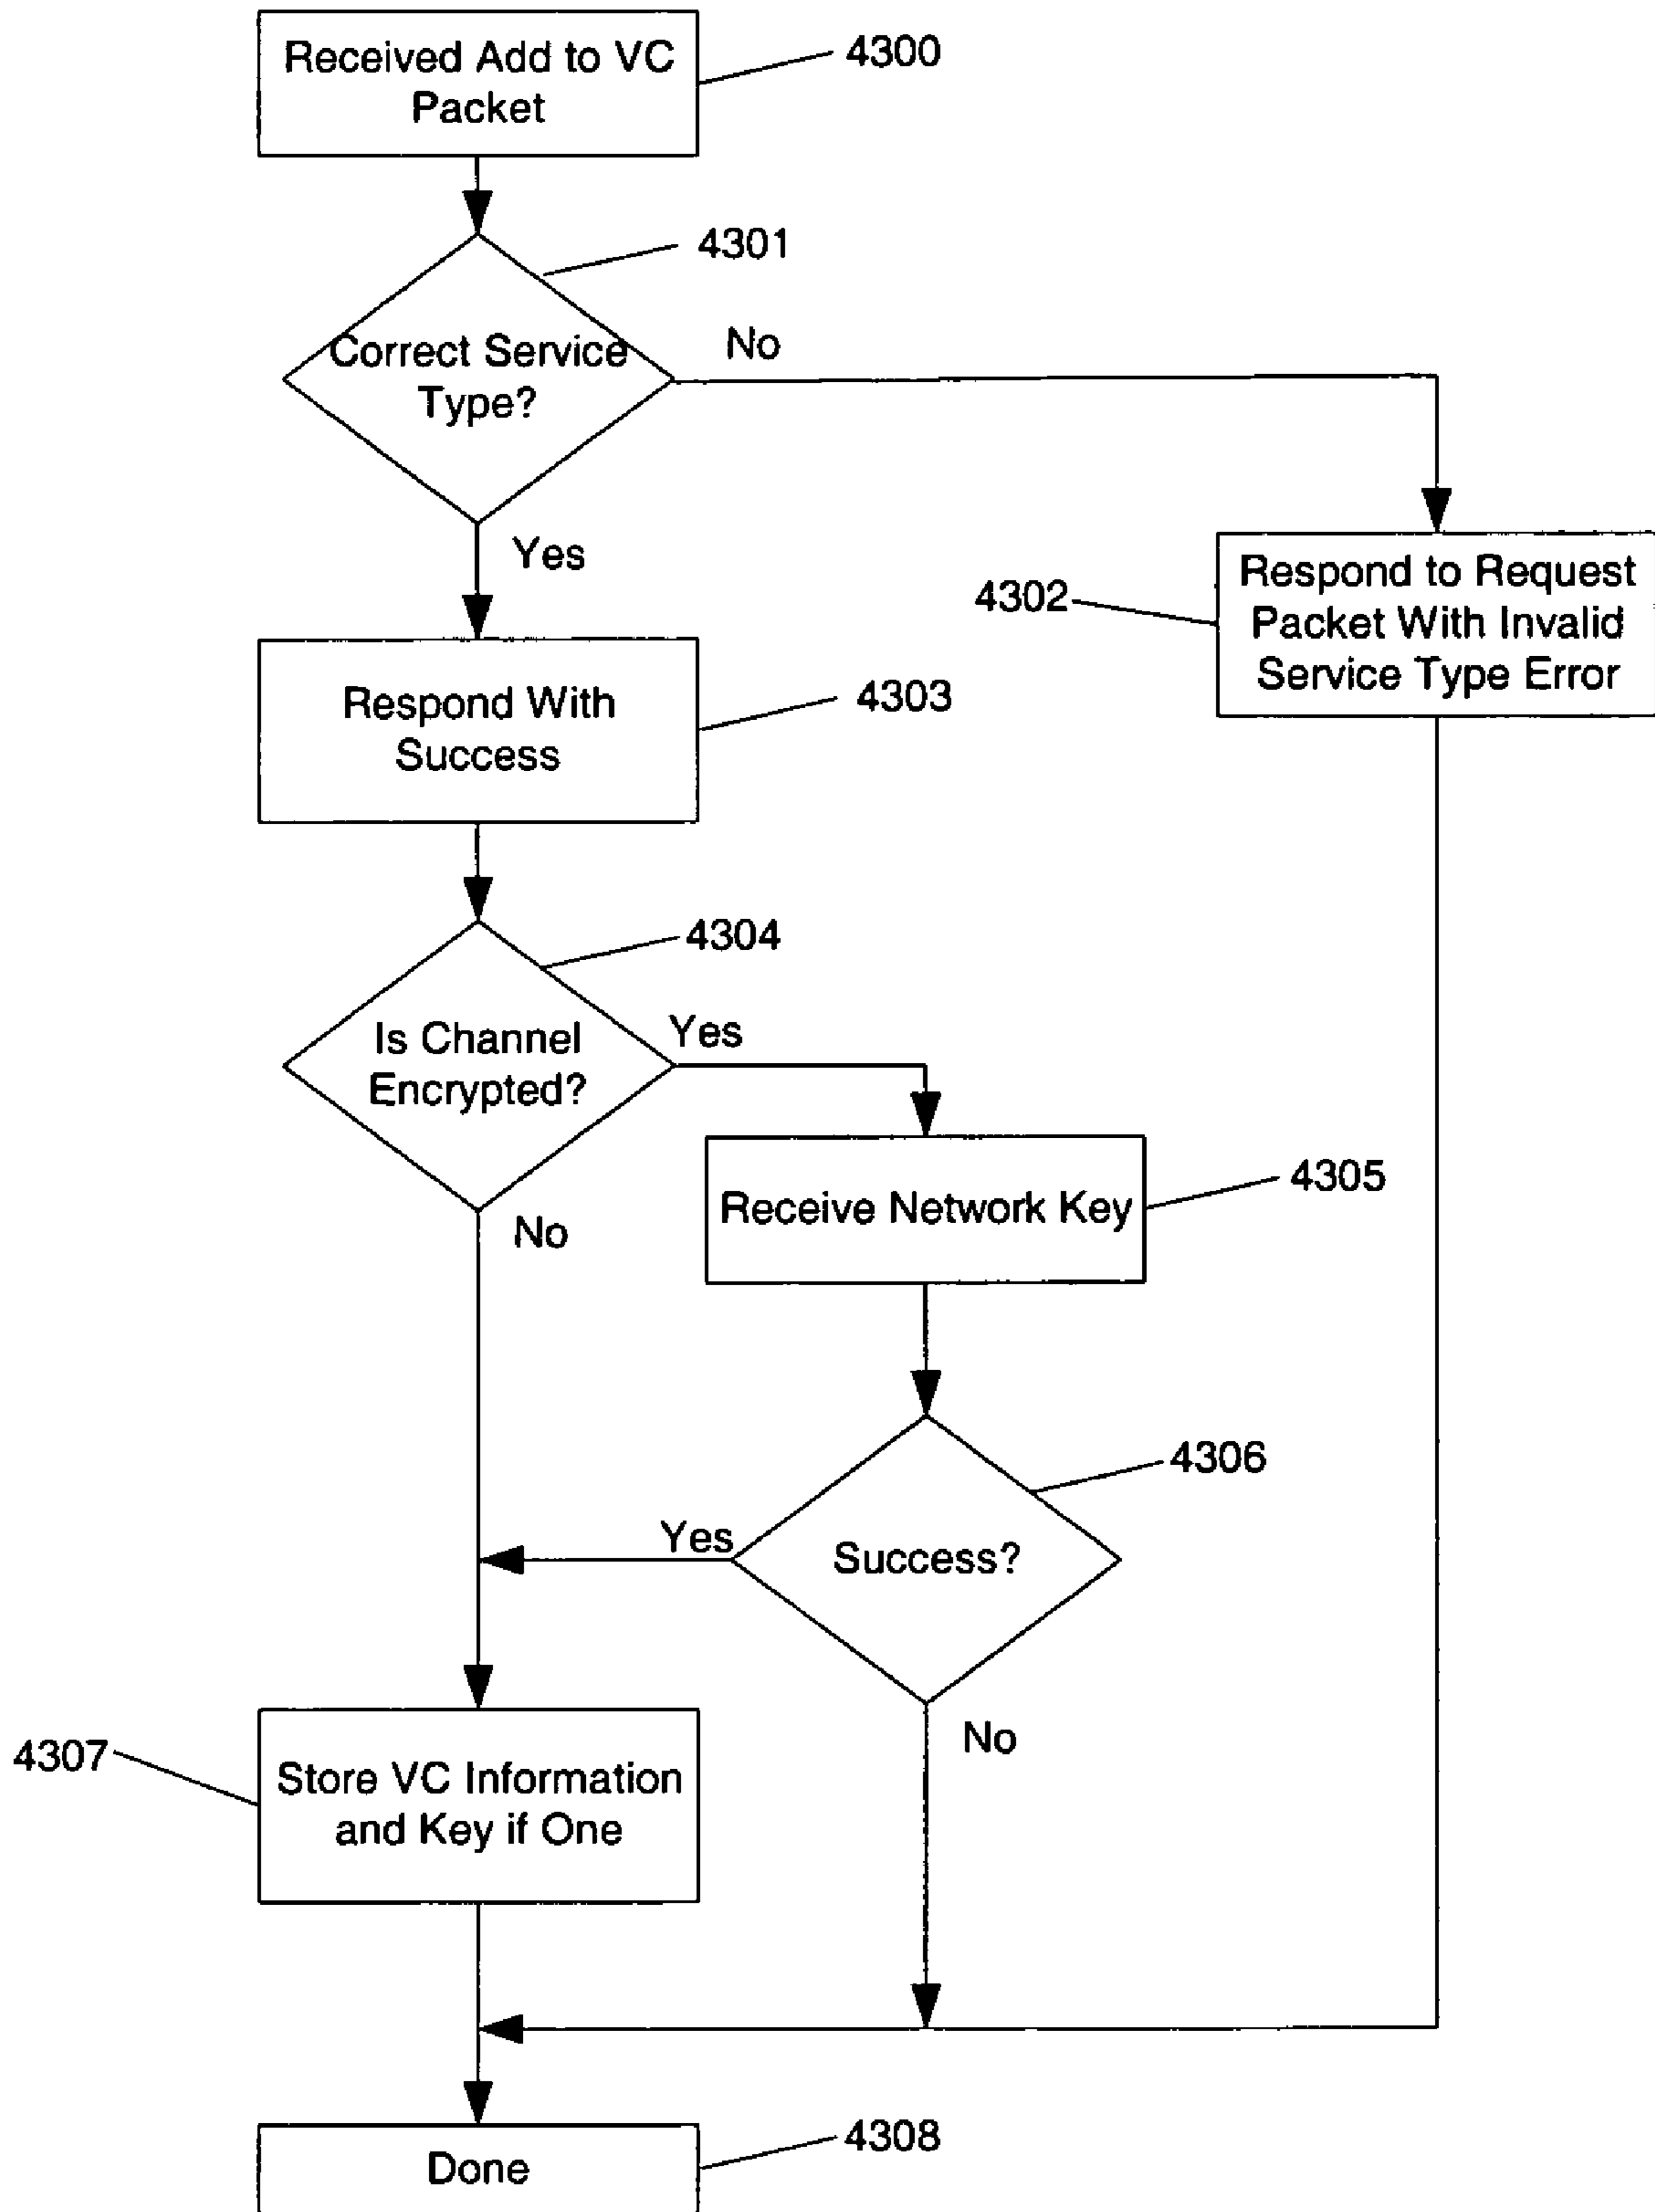 Received Add to VC
Packet
4300
4301
Correct Service
Type?
No
Yes
4302
Respond to Request
Packet With Invalid
Service Type Error
Respond With
Success
4303
4304
Is Channel
Encrypted?
Yes
No
Receive Network Key
4305
4306
Success?
Yes
No
4307
Store VC Information
and Key if One
Done
4308